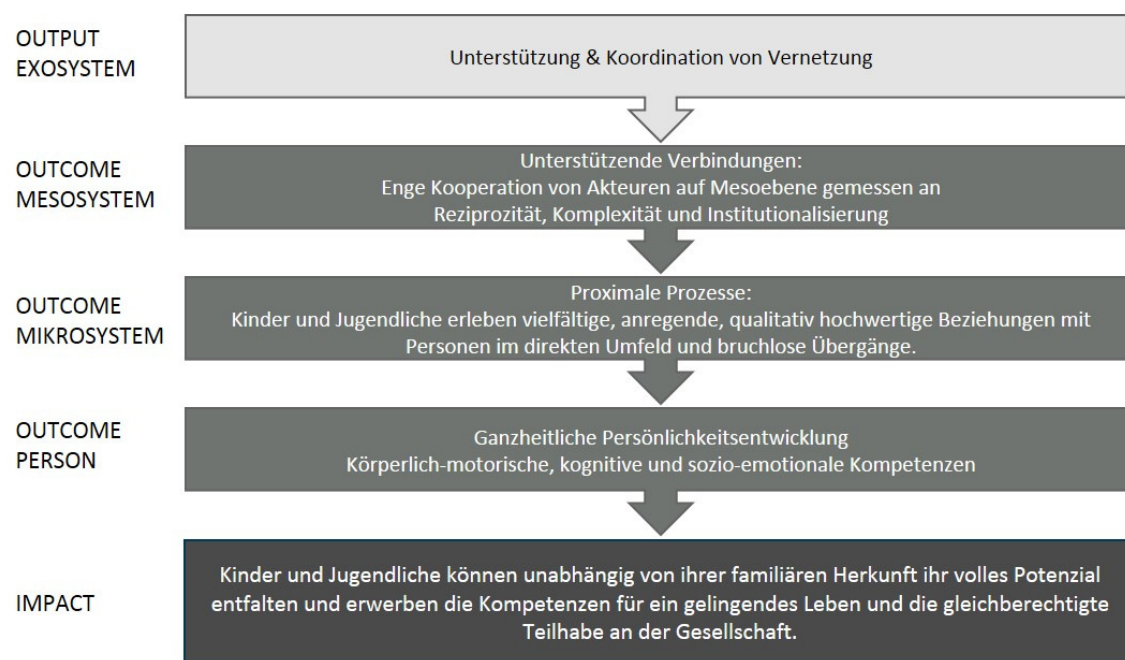 OUTPUT
EXOSYSTEM
Unterstützung & Koordination von Vernetzung
OUTCOME
MESOSYSTEM
Unterstützende Verbindungen:
Enge Kooperation von Akteuren auf Mesoebene gemessen an
Reziprozität, Komplexität und Institutionalisierung
OUTCOME
MIKROSYSTEM
Proximale Prozesse:
Kinder und Jugendliche erleben vielfältige, anregende, qualitativ hochwertige Beziehungen mit
Personen im direkten Umfeld und bruchlose Übergänge.
OUTCOME
PERSON
Ganzheitliche Persönlichkeitsentwicklung
Körperlich-motorische, kognitive und sozio-emotionale Kompetenzen
IMPACT
Kinder und Jugendliche können unabhängig von ihrer familiären Herkunft ihr volles Potenzial
entfalten und erwerben die Kompetenzen für ein gelingendes Leben und die gleichberechtigte
Teilhabe an der Gesellschaft.